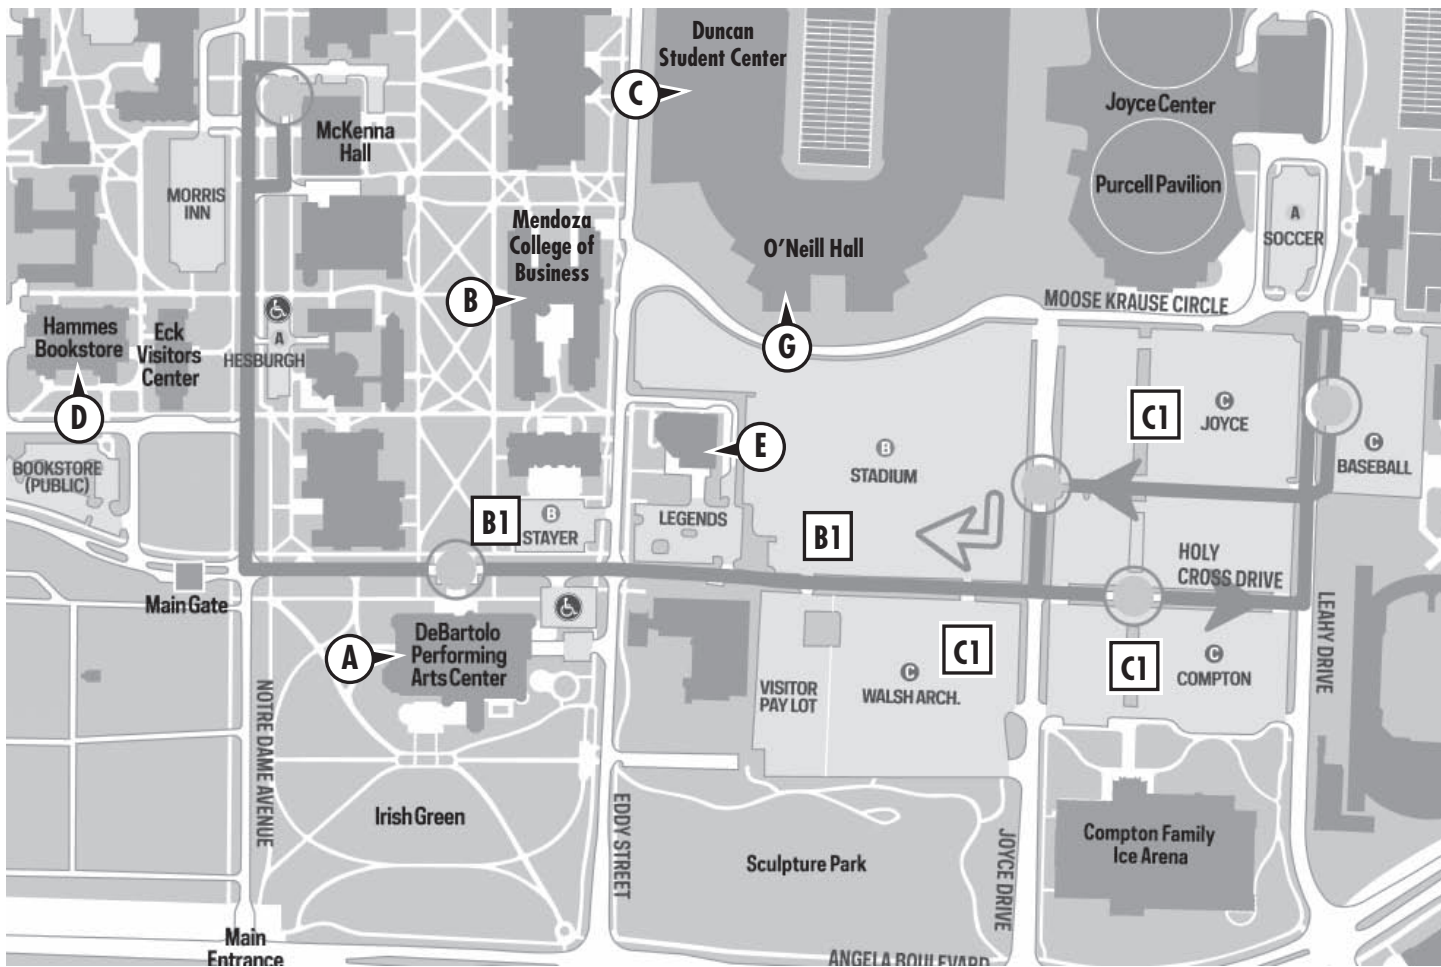 Duncan
Student Center
C
Joyce Center
McKenna
Hall
Purcell Pavilion
MORRIS
INN
A
SOCCER
Mendoza
College of
Business
O'Neill Hall
B
MOOSE KRAUSE CIRCLE
G
Hammes
Bookstore
Eck
Visitors
Center
A
HESBURGH
D
C1
C
JOYCE
E
C
BASEBALL
BOOKSTORE
(PUBLIC)
B
STADIUM
B1
B
STAYER
LEGENDS
B1
HOLY
CROSS DRIVE
Main Gate
LEAHY DRIVE
A
DeBartolo
Performing
Arts Center
C1
C1
C
COMPTON
VISITOR
PAY LOT
C
WALSH ARCH.
NOTRE DAME AVENUE
Irish Green
EDDY STREET
Sculpture Park
JOYCE DRIVE
Compton Family
Ice Arena
Main
Entrance
ANGELA BOULEVARD